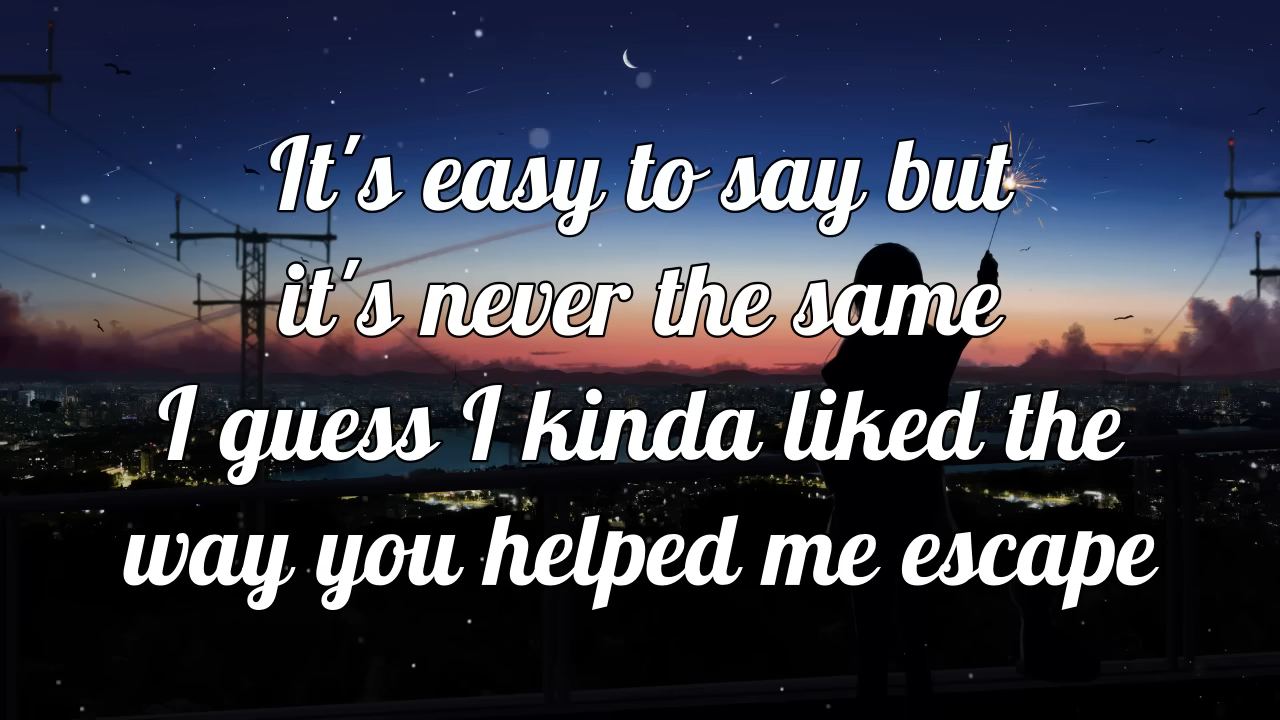 It's easy to say but
it's never the same
I guess I kinda liked the
way you helped me escape